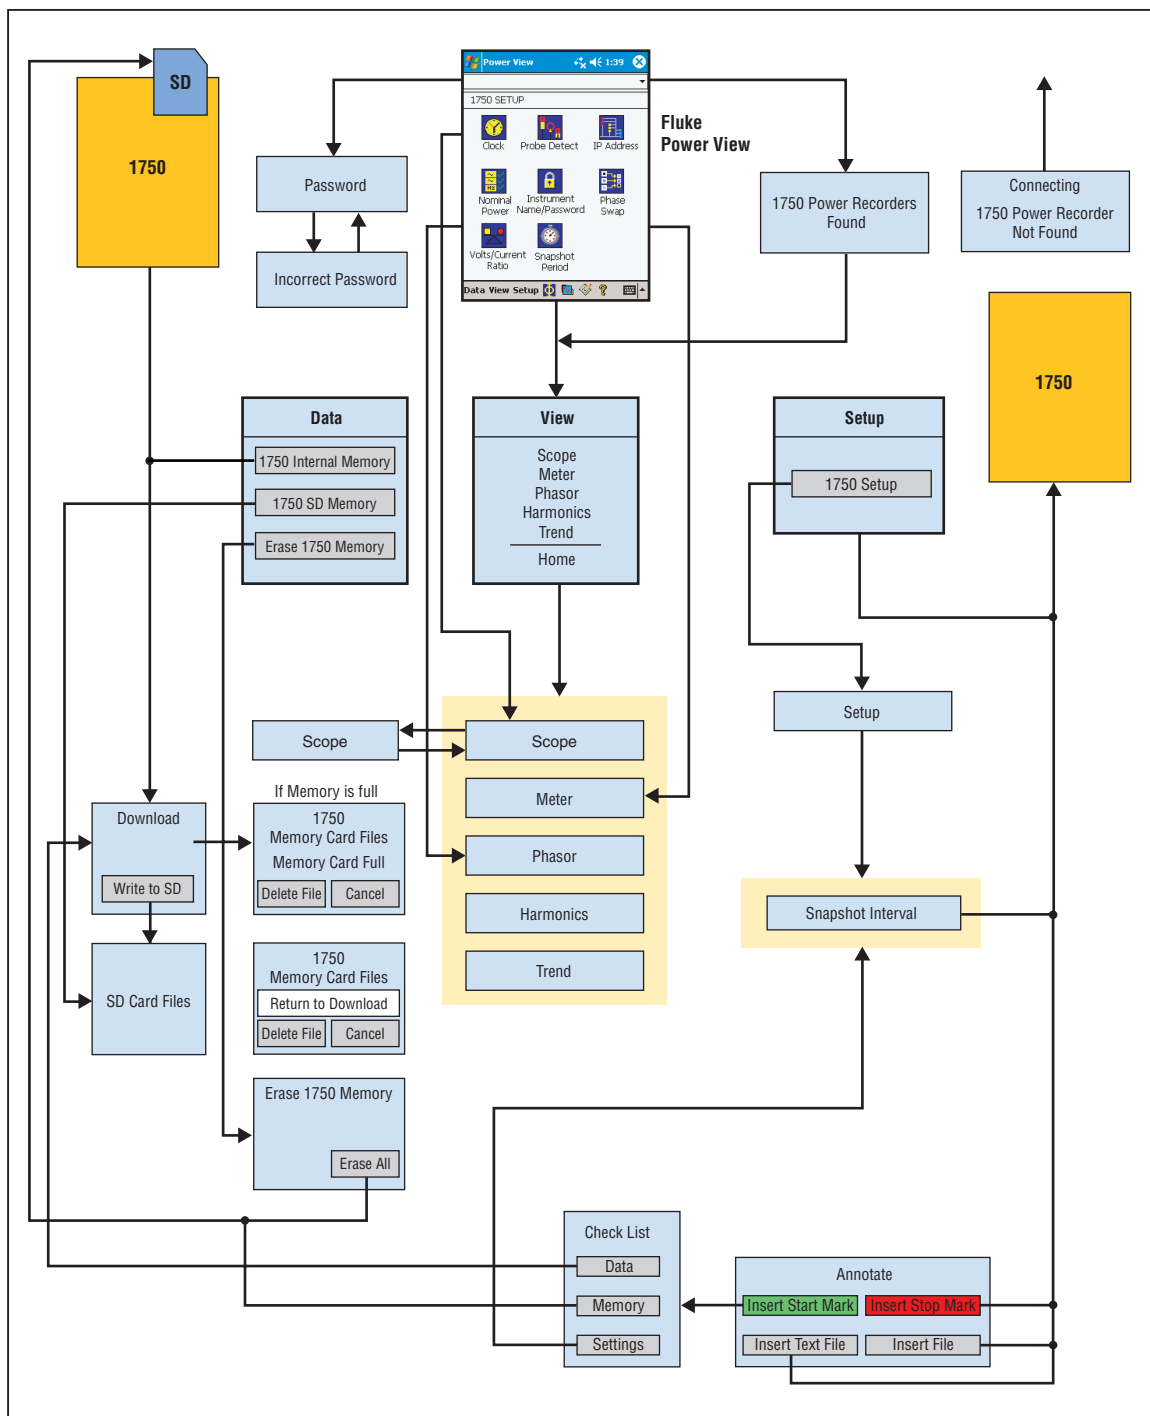 SD
1750
Power View
1:39
1750 SETUP
Clock
Probe Detect
IP Address
Nominal
Power
Instrument
Name/Password
Phase
Swap
Volts/Current
Ratio
Snapshot
Period
Data View Setup
Fluke
Power View
Password
Incorrect Password
1750 Power Recorders
Found
Connecting
1750 Power Recorder
Not Found
1750
Data
1750 Internal Memory
1750 SD Memory
Erase 1750 Memory
View
Scope
Meter
Phasor
Harmonics
Trend
Home
Setup
1750 Setup
Setup
Scope
Scope
Meter
Phasor
Harmonics
Trend
If Memory is full
Download
Write to SD
1750
Memory Card Files
Memory Card Full
Delete File
Cancel
Snapshot Interval
SD Card Files
1750
Memory Card Files
Return to Download
Delete File
Cancel
Erase 1750 Memory
Erase All
Check List
Data
Memory
Settings
Annotate
Insert Start Mark
Insert Stop Mark
Insert Text File
Insert File